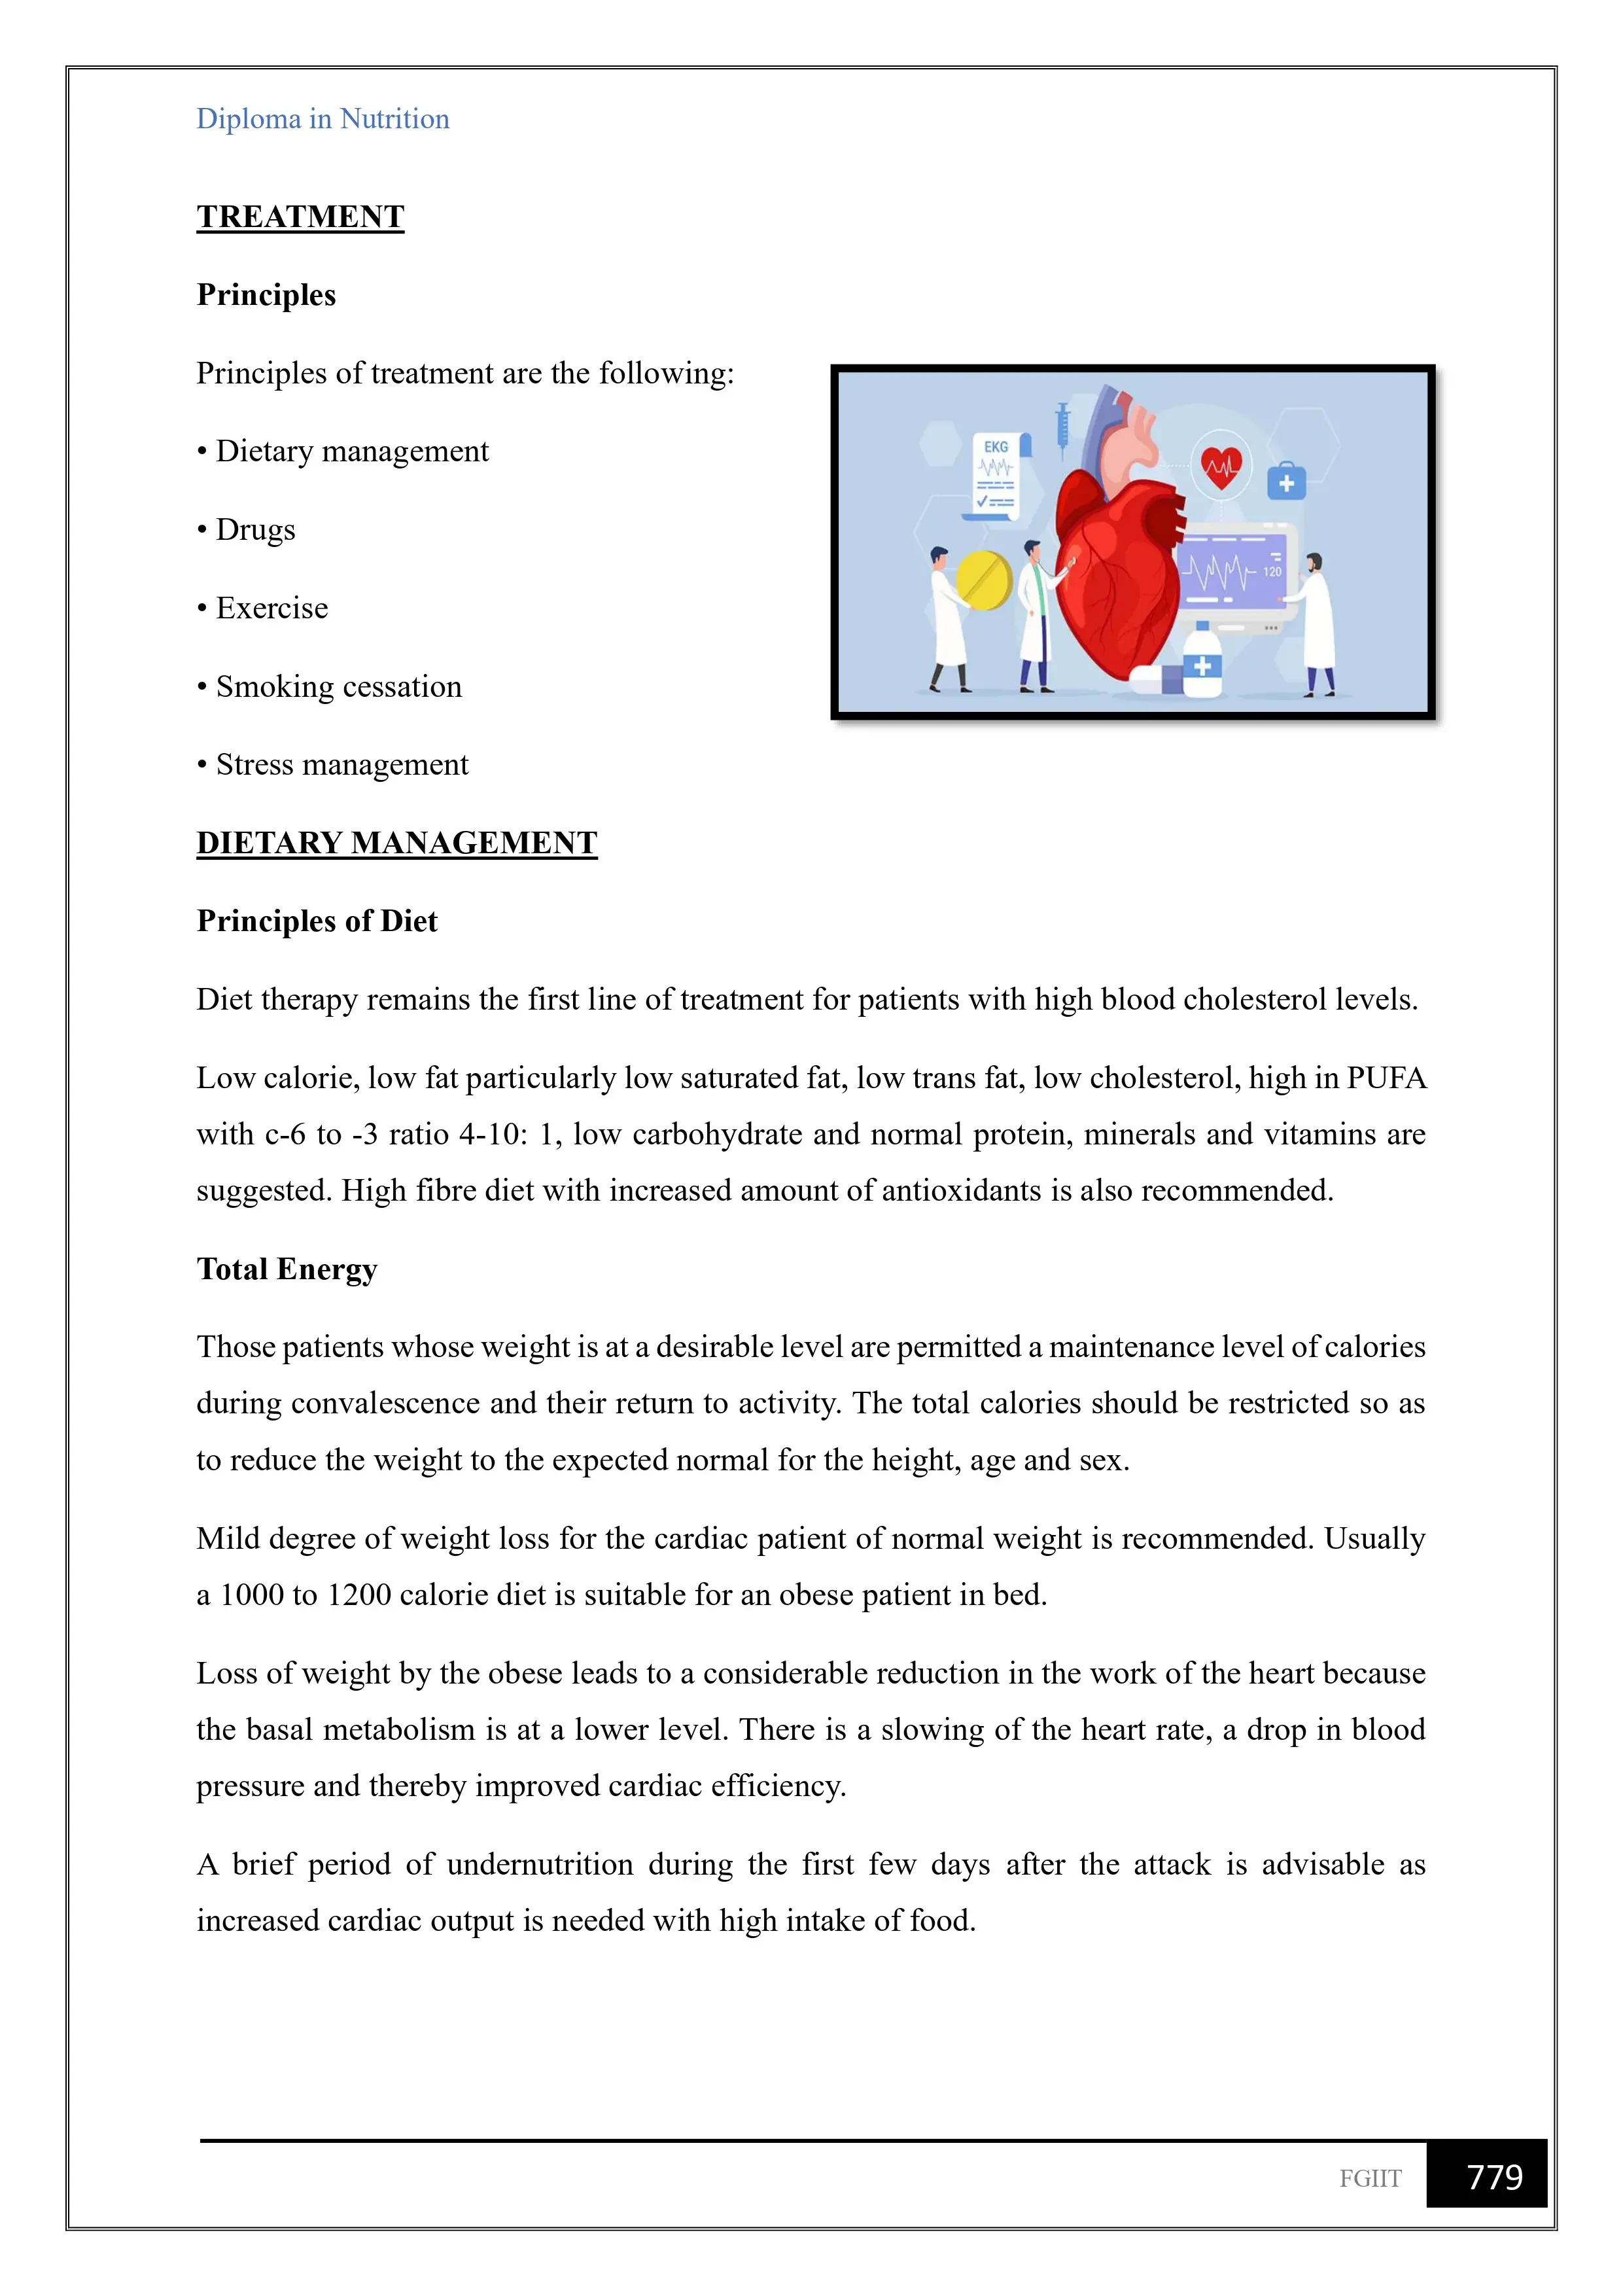 Diploma in Nutrition
TREATMENT
Principles
Principles of treatment are the following:
• Dietary management
• Drugs
• Exercise
• Smoking cessation
• Stress management
EKG
120
DIETARY MANAGEMENT
Principles of Diet
Diet therapy remains the first line of treatment for patients with high blood cholesterol levels.
Low calorie, low fat particularly low saturated fat, low trans fat, low cholesterol, high in PUFA
with c-6 to -3 ratio 4-10: 1, low carbohydrate and normal protein, minerals and vitamins are
suggested. High fibre diet with increased amount of antioxidants is also recommended.
Total Energy
Those patients whose weight is at a desirable level are permitted a maintenance level of calories
during convalescence and their return to activity. The total calories should be restricted so as
to reduce the weight to the expected normal for the height, age and sex.
Mild degree of weight loss for the cardiac patient of normal weight is recommended. Usually
a 1000 to 1200 calorie diet is suitable for an obese patient in bed.
Loss of weight by the obese leads to a considerable reduction in the work of the heart because
the basal metabolism is at a lower level. There is a slowing of the heart rate, a drop in blood
pressure and thereby improved cardiac efficiency.
A brief period of undernutrition during the first few days after the attack is advisable as
increased cardiac output is needed with high intake of food.
FGIIT
779